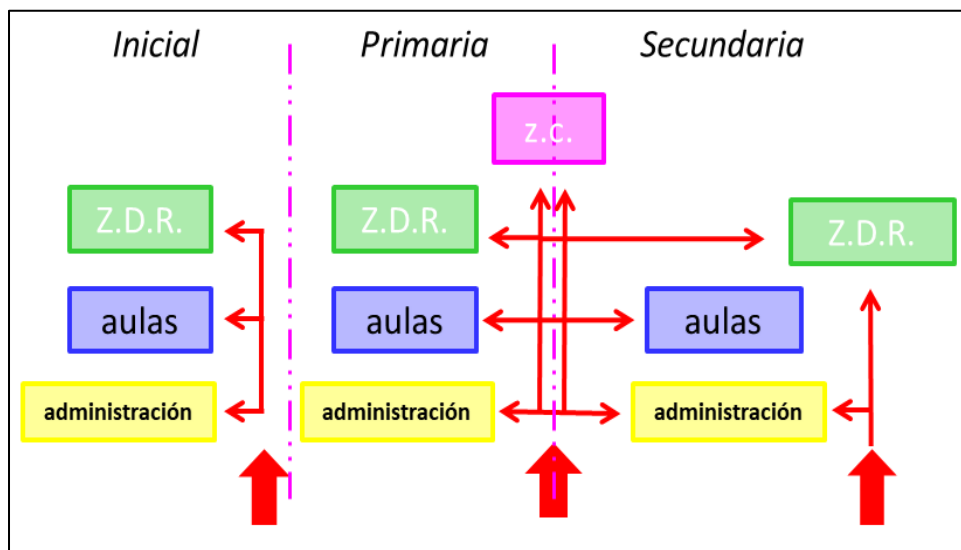 Inicial
Primaria
Secundaria
z.c.
Z.D.R.
Z.D.R.
Z.D.R.
aulas
aulas
aulas
administración
administración
administración